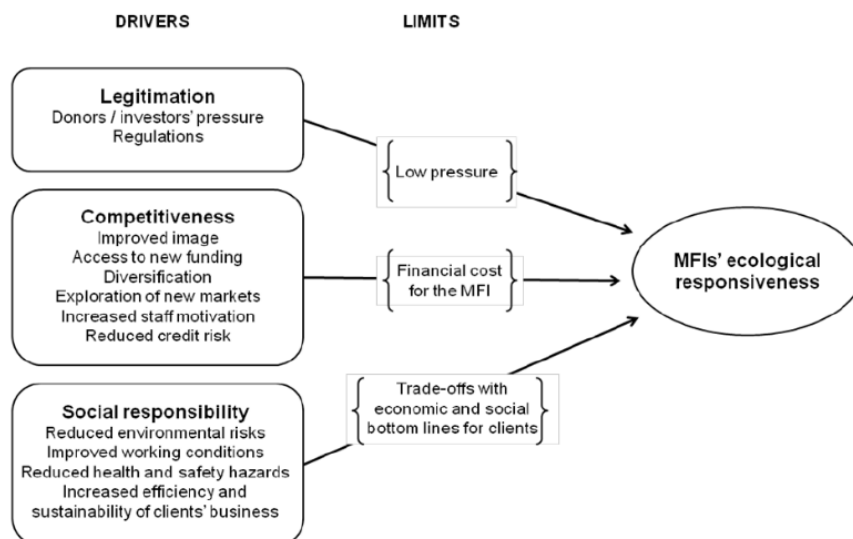 DRIVERS
LIMITS
Legitimation
Donors / investors' pressure
Regulations
Low pressure
Competitiveness
Improved image
Access to new funding
Diversification
Exploration of new markets
Increased staff motivation
Reduced credit risk
Financial cost
for the MFI
MFIs' ecological
responsiveness
Social responsibility
Reduced environmental risks
Improved working conditions
Reduced health and safety hazards
Increased efficiency and
sustainability of clients' business
Trade-offs with
economic and social
bottom lines for clients